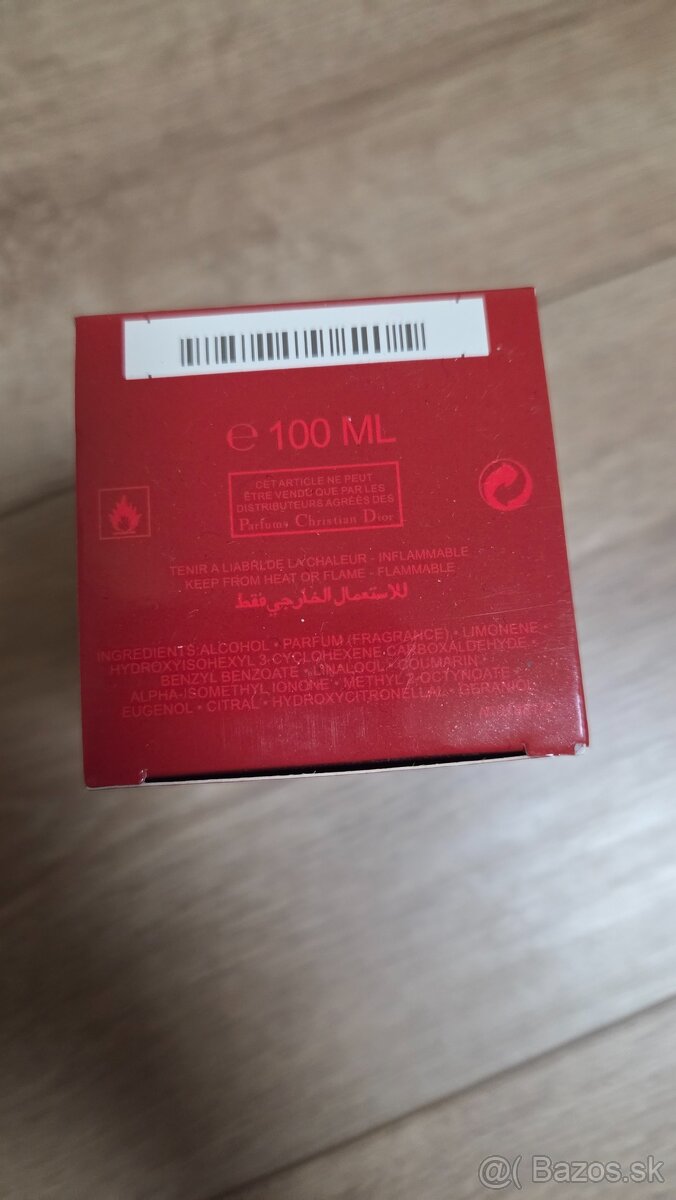 ℮ 100 ML
CET ARTICLE NE PEUT
ÊTRE VENDU QUE PAR LES
DISTRIBUTEURS AGRÉÉS DES
Parfums Christian Dior
TENIR A LIABRI DE LA CHALEUR - INFLAMMABLE
KEEP FROM HEAT OR FLAME - FLAMMABLE
للاستعمال الخارجي فقط
INGREDIENTS ALCOHOL • PARFUM (FRAGRANCE) • LIMONENE •
HYDROXYISOHEXYL 3-CYCLOHEXENE CARBOXALDEHYDE •
BENZYL BENZOATE • LINALOOL • COUMARIN •
ALPHA-ISOMETHYL IONONE • METHYL 2-OCTYNOATE •
EUGENOL • CITRAL • HYDROXYCITRONELLAL • GERANIOL
@( Bazos.sk